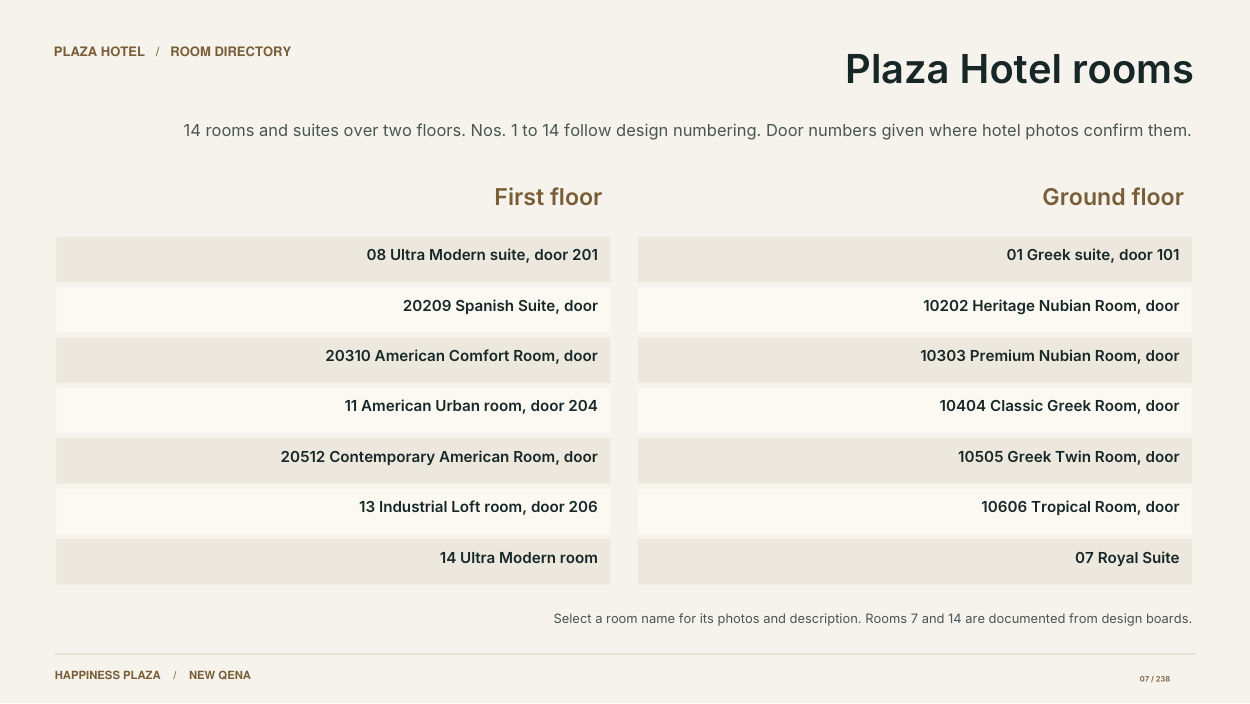 PLAZA HOTEL / ROOM DIRECTORY
Plaza Hotel rooms
14 rooms and suites over two floors. Nos. 1 to 14 follow design numbering. Door numbers given where hotel photos confirm them.
First floor
08 Ultra Modern suite, door 201
20209 Spanish Suite, door
20310 American Comfort Room, door
11 American Urban room, door 204
20512 Contemporary American Room, door
13 Industrial Loft room, door 206
14 Ultra Modern room
Ground floor
01 Greek suite, door 101
10202 Heritage Nubian Room, door
10303 Premium Nubian Room, door
10404 Classic Greek Room, door
10505 Greek Twin Room, door
10606 Tropical Room, door
07 Royal Suite
Select a room name for its photos and description. Rooms 7 and 14 are documented from design boards.
HAPPINESS PLAZA / NEW QENA
07 / 238